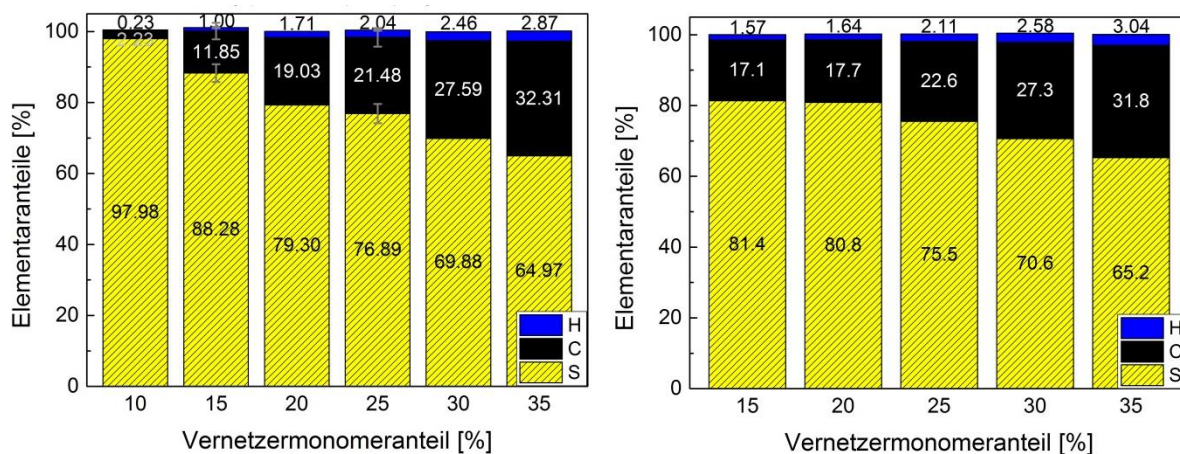 0.23 1.00 1.71 2.04 2.46 2.87
100
2.23 11.85 19.03 21.48 27.59 32.31
80
60
97.98 88.28 79.30 76.89 69.88 64.97
40
20
0
H
C
S
10 15 20 25 30 35
Elementaranteile [%]
Vernetzermonomeranteil [%]
1.57 1.64 2.11 2.58 3.04
100
17.1 17.7 22.6 27.3 31.8
80
60
81.4 80.8 75.5 70.6 65.2
40
20
0
H
C
S
15 20 25 30 35
Elementaranteile [%]
Vernetzermonomeranteil [%]